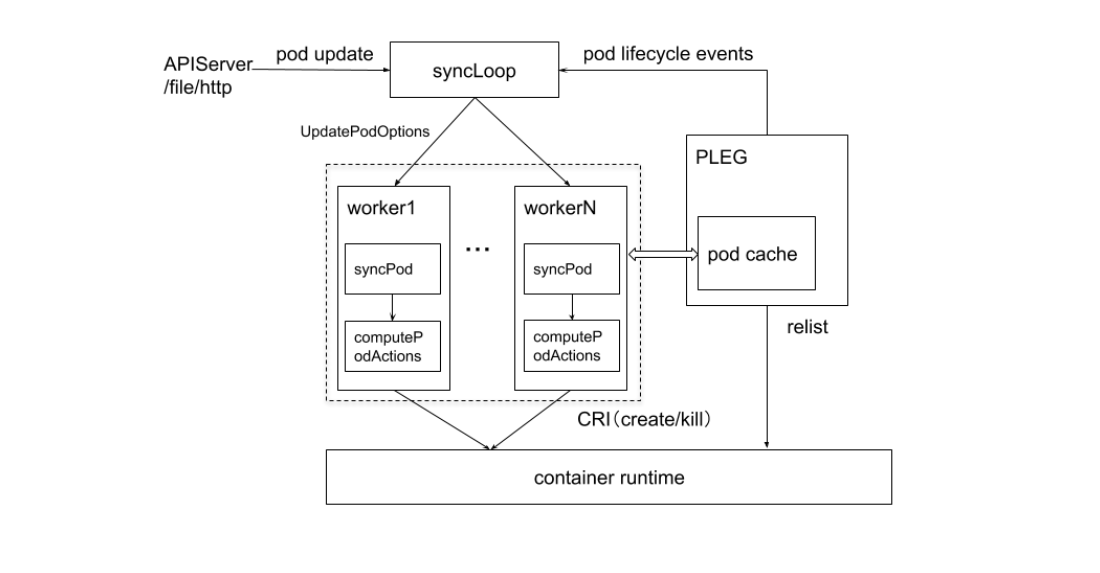 pod update
pod lifecycle events
APIServer
/file/http
syncLoop
UpdatePodOptions
PLEG
worker1
workerN
...
pod cache
syncPod
syncPod
relist
computeP
odActions
computeP
odActions
CRI（create/kill）
container runtime